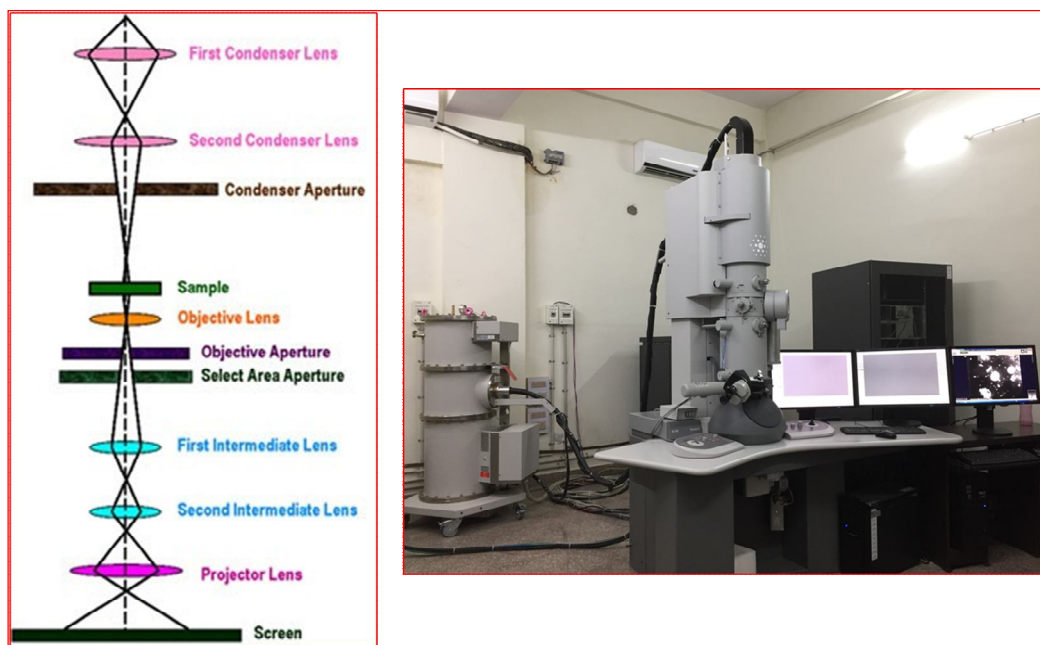 First Condenser Lens
Second Condenser Lens
Condenser Aperture
Sample
Objective Lens
Objective Aperture
Select Area Aperture
First Intermediate Lens
Second Intermediate Lens
Projector Lens
Screen